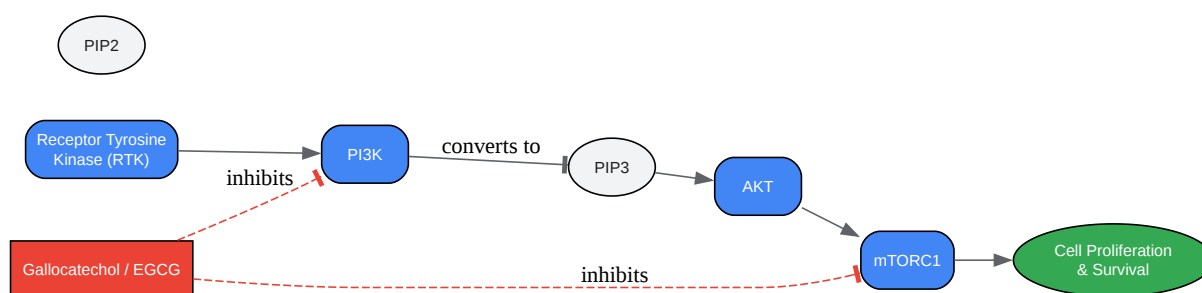 PIP2
Receptor Tyrosine
Kinase (RTK)
PI3K
converts to
PIP3
inhibits
AKT
Gallocatechol / EGCG
inhibits
mTORC1
Cell Proliferation
& Survival